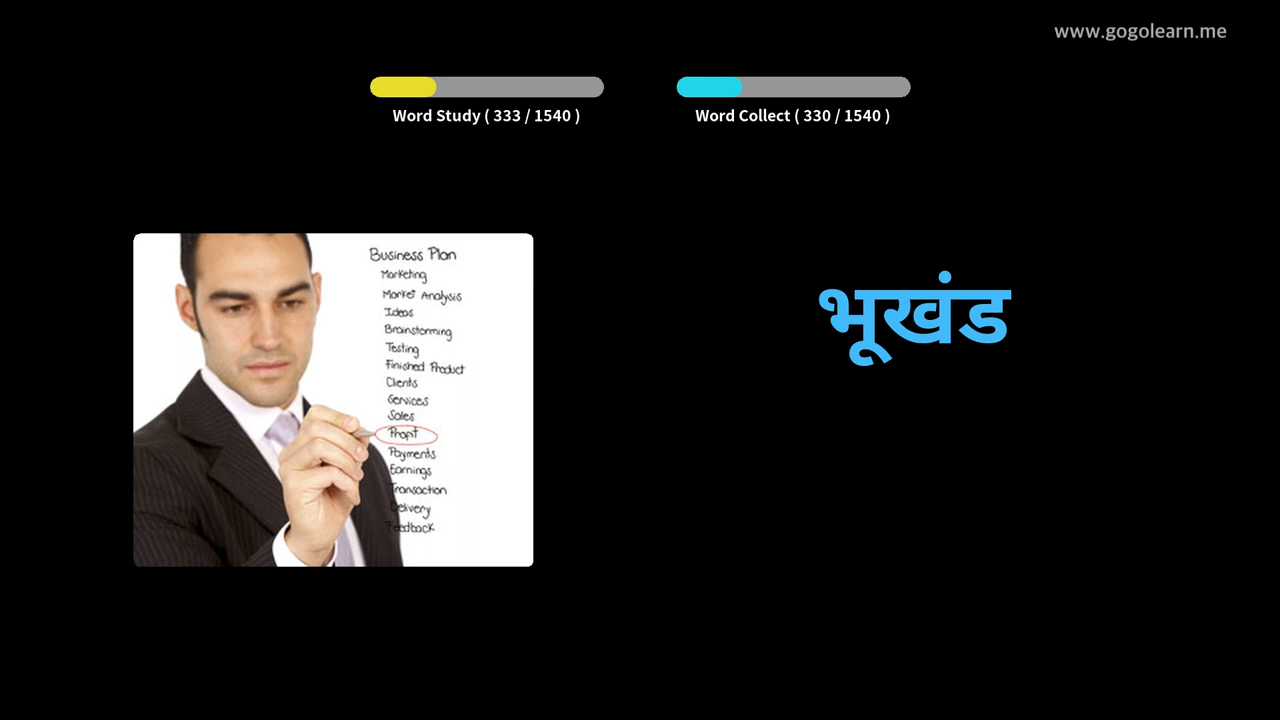 www.gogolearn.me
Word Study ( 333 / 1540 )
Word Collect ( 330 / 1540 )
Business Plan
Marketing
Market Analysis
Ideas
Brainstorming
Testing
Finished Product
Clients
Services
Sales
Profit
Payments
Earnings
Transaction
Delivery
Feedback
भूखंड